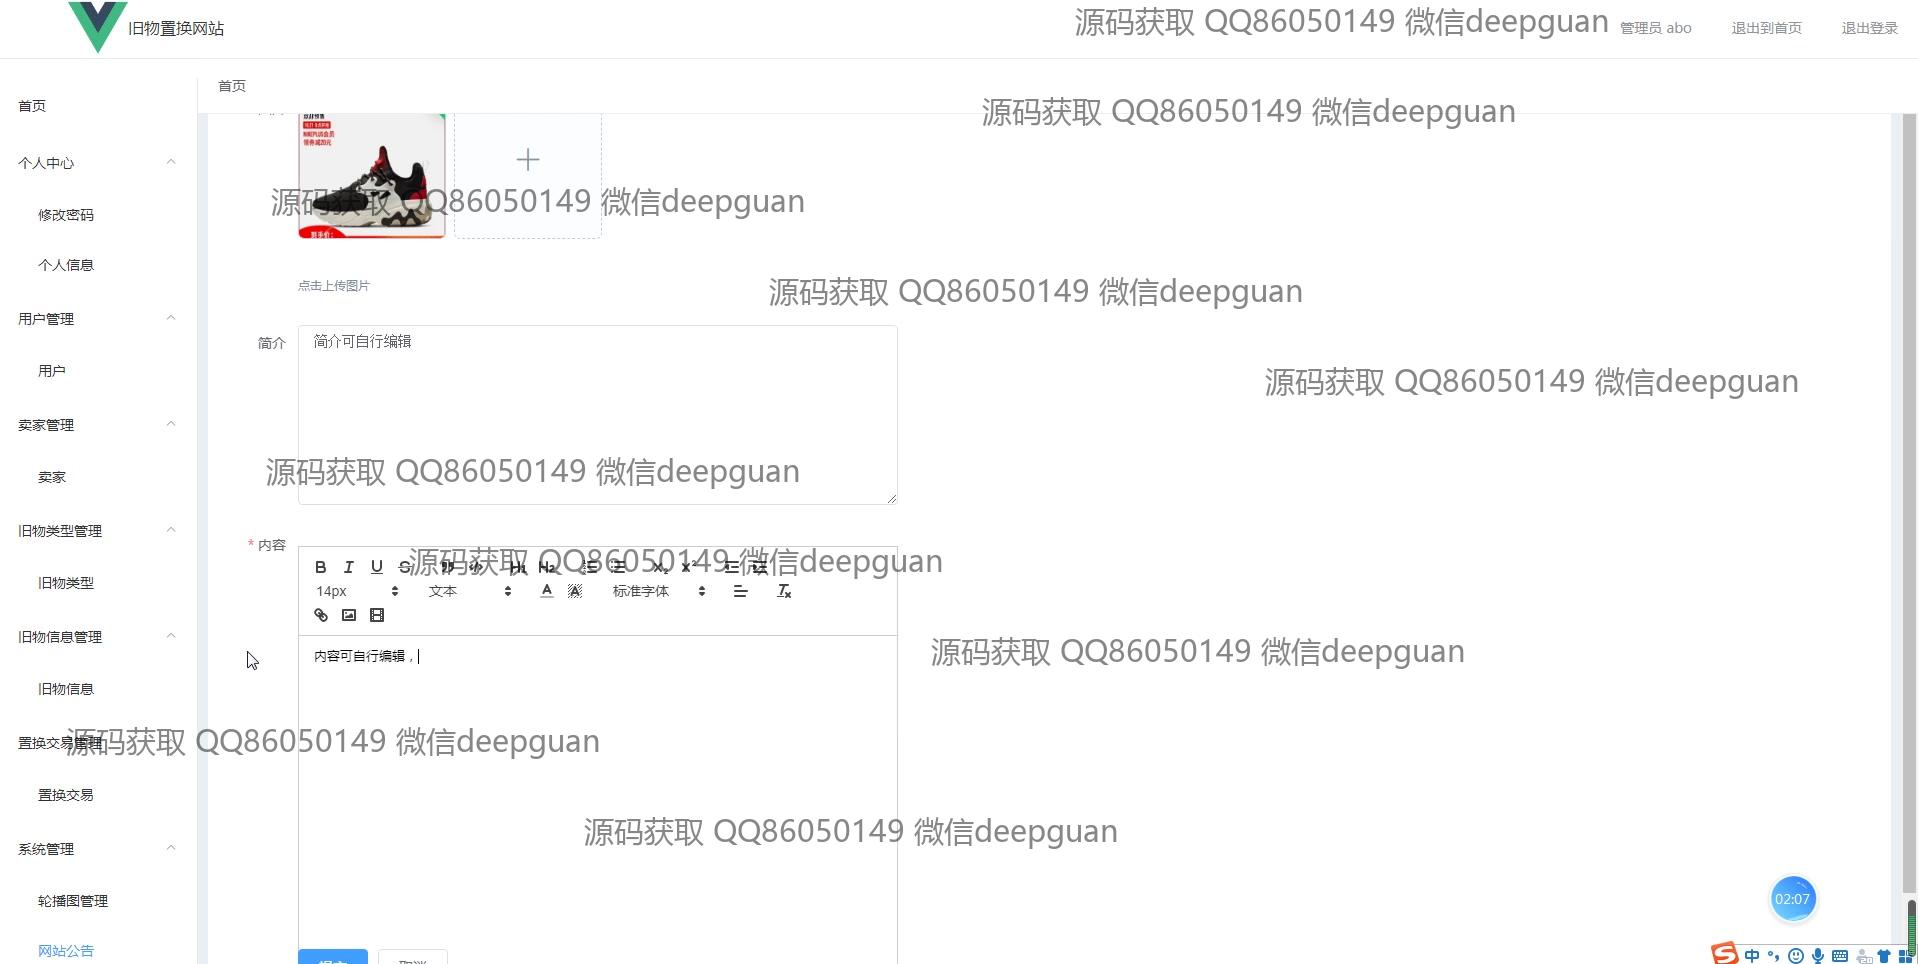 旧物置换网站
源码获取 QQ86050149 微信deepguan
管理员 abo
退出到首页
退出登录
首页
首页
源码获取 QQ86050149 微信deepguan
个人中心
修改密码
源码获取 QQ86050149 微信deepguan
个人信息
点击上传图片
源码获取 QQ86050149 微信deepguan
用户管理
简介
简介可自行编辑
用户
源码获取 QQ86050149 微信deepguan
卖家管理
卖家
源码获取 QQ86050149 微信deepguan
旧物类型管理
* 内容
源码获取 QQ86050149 微信deepguan
B I U S H1 H2 X₂ X²
旧物类型
14px
文本
A A
标准字体
Tx
旧物信息管理
内容可自行编辑，
源码获取 QQ86050149 微信deepguan
旧物信息
置换交易管理
源码获取 QQ86050149 微信deepguan
置换交易
源码获取 QQ86050149 微信deepguan
系统管理
轮播图管理
02:07
网站公告
中